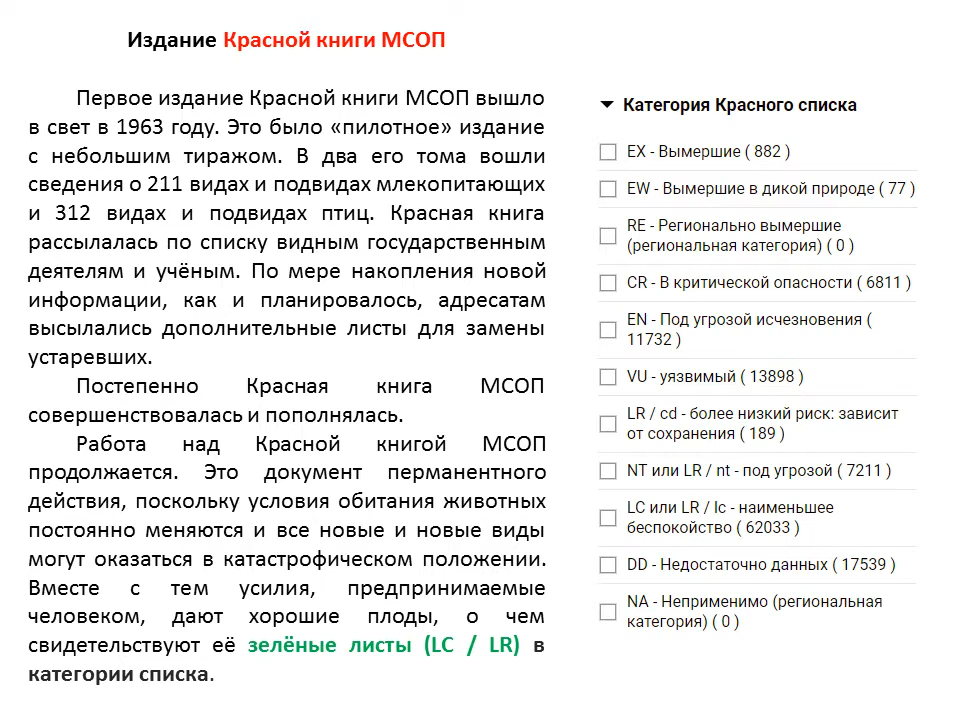 Издание Красной книги МСОП
Первое издание Красной книги МСОП вышло
в свет в 1963 году. Это было «пилотное» издание
с небольшим тиражом. В два его тома вошли
сведения о 211 видах и подвидах млекопитающих
и 312 видах и подвидах птиц. Красная книга
рассылалась по списку видным государственным
деятелям и учёным. По мере накопления новой
информации, как и планировалось, адресатам
высылались дополнительные листы для замены
устаревших.
Постепенно Красная книга МСОП
совершенствовалась и пополнялась.
Работа над Красной книгой МСОП
продолжается. Это документ перманентного
действия, поскольку условия обитания животных
постоянно меняются и все новые и новые виды
могут оказаться в катастрофическом положении.
Вместе с тем усилия, предпринимаемые
человеком, дают хорошие плоды, о чем
свидетельствуют её зелёные листы (LC / LR) в
категории списка.
Категория Красного списка
EX - Вымершие ( 882 )
EW - Вымершие в дикой природе ( 77 )
RE - Регионально вымершие
(региональная категория) ( 0 )
CR - В критической опасности ( 6811 )
EN - Под угрозой исчезновения (
11732 )
VU - уязвимый ( 13898 )
LR / cd - более низкий риск: зависит
от сохранения ( 189 )
NT или LR / nt - под угрозой ( 7211 )
LC или LR / lc - наименьшее
беспокойство ( 62033 )
DD - Недостаточно данных ( 17539 )
NA - Неприменимо (региональная
категория) ( 0 )